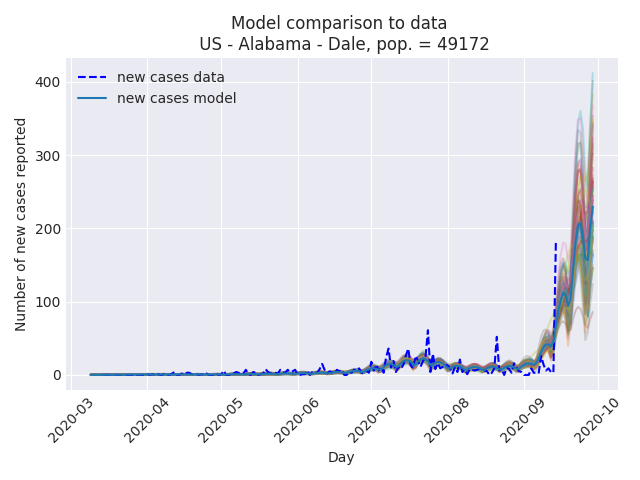 Model comparison to data
US - Alabama - Dale, pop. = 49172
new cases data
new cases model
Number of new cases reported
400
300
200
100
0
2020-03
2020-04
2020-05
2020-06
2020-07
2020-08
2020-09
2020-10
Day